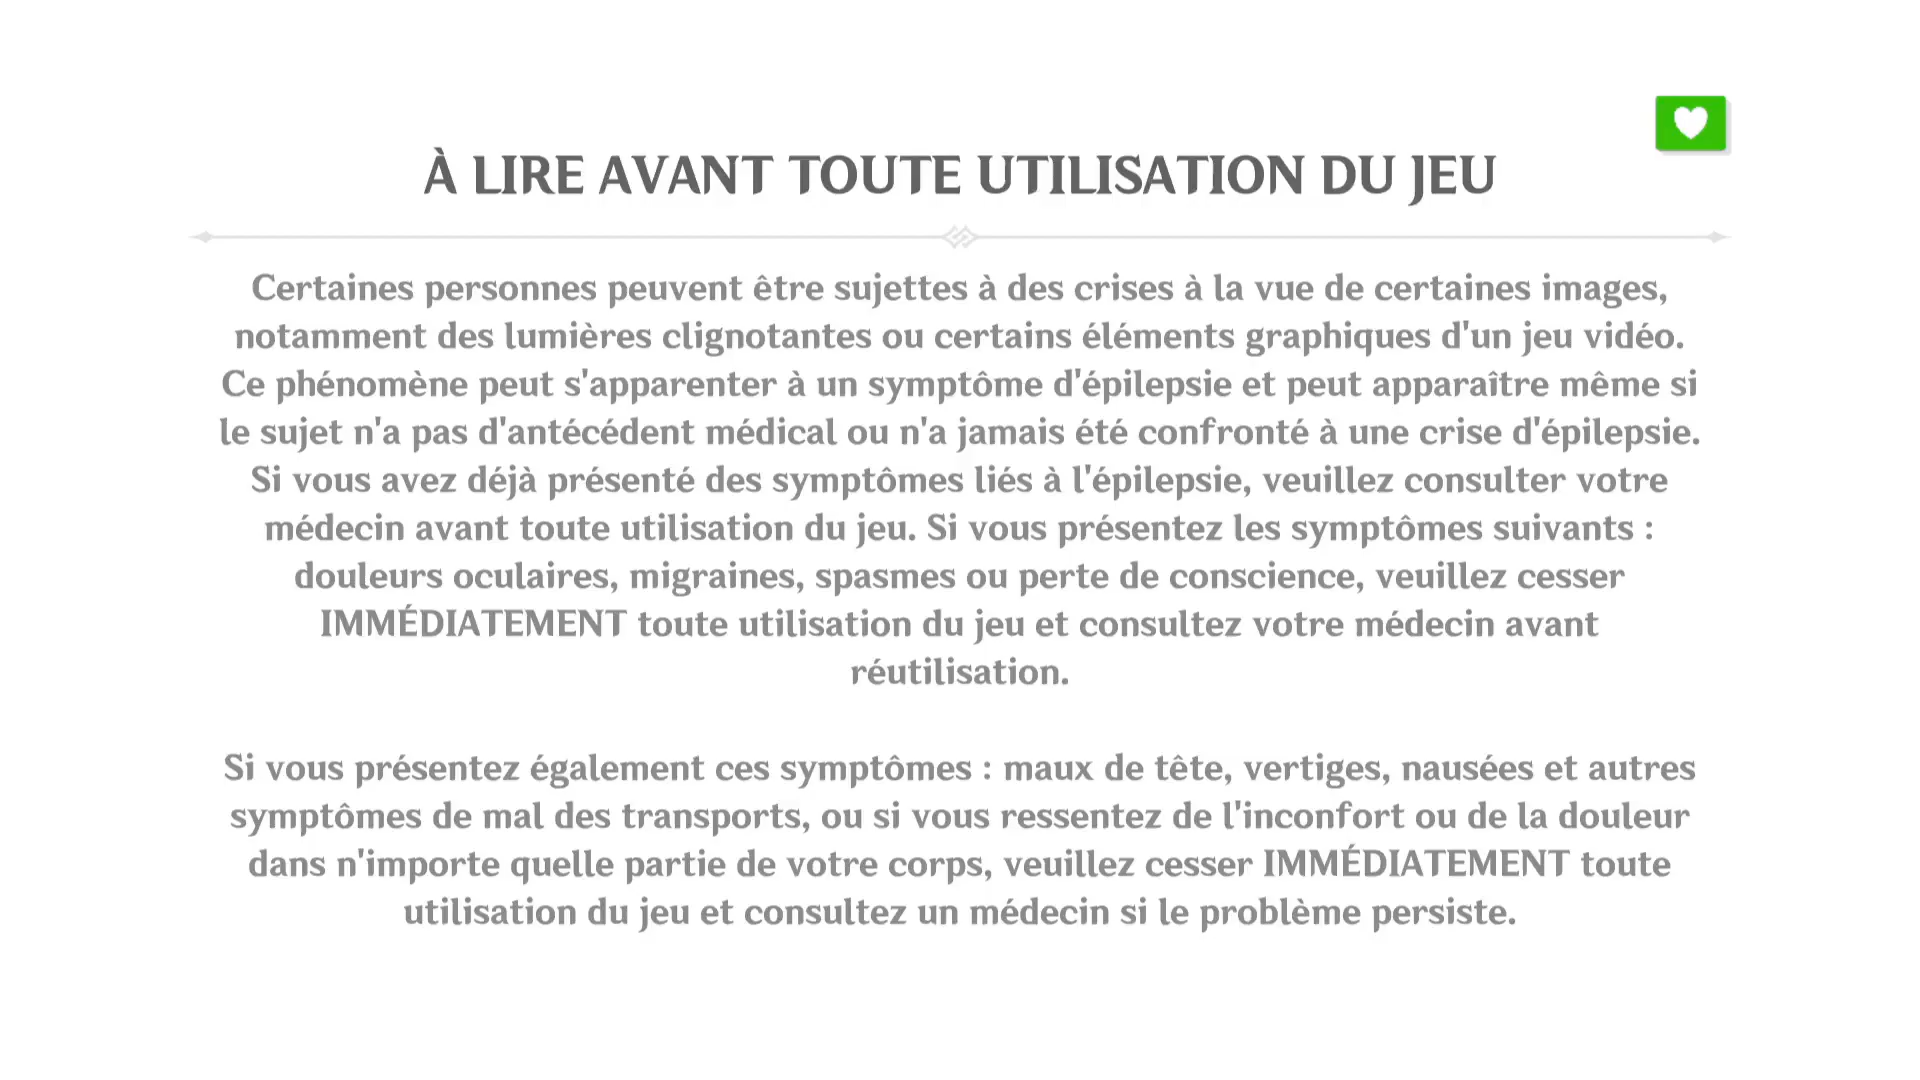 À LIRE AVANT TOUTE UTILISATION DU JEU
Certaines personnes peuvent être sujettes à des crises à la vue de certaines images,
notamment des lumières clignotantes ou certains éléments graphiques d'un jeu vidéo.
Ce phénomène peut s'apparenter à un symptôme d'épilepsie et peut apparaître même si
le sujet n'a pas d'antécédent médical ou n'a jamais été confronté à une crise d'épilepsie.
Si vous avez déjà présenté des symptômes liés à l'épilepsie, veuillez consulter votre
médecin avant toute utilisation du jeu. Si vous présentez les symptômes suivants :
douleurs oculaires, migraines, spasmes ou perte de conscience, veuillez cesser
IMMÉDIATEMENT toute utilisation du jeu et consultez votre médecin avant
réutilisation.
Si vous présentez également ces symptômes : maux de tête, vertiges, nausées et autres
symptômes de mal des transports, ou si vous ressentez de l'inconfort ou de la douleur
dans n'importe quelle partie de votre corps, veuillez cesser IMMÉDIATEMENT toute
utilisation du jeu et consultez un médecin si le problème persiste.